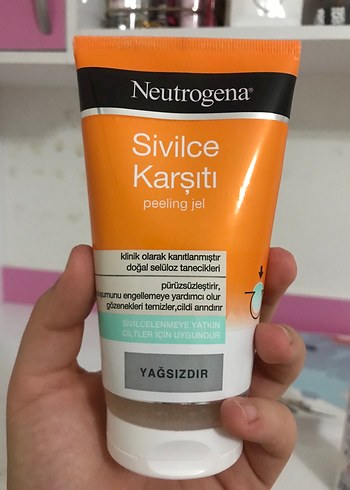 Neutrogena®
Sivilce
Karşıtı
peeling jel
klinik olarak kanıtlanmıştır
doğal selüloz tanecikleri
pürüzsüzleştirir,
engellemeye yardımcı olur
gözenekleri temizler,cildi arındırır
SİVİLCELENMEYE YATKIN
CİLTLER İÇİN UYGUNDUR
YAĞSIZDIR